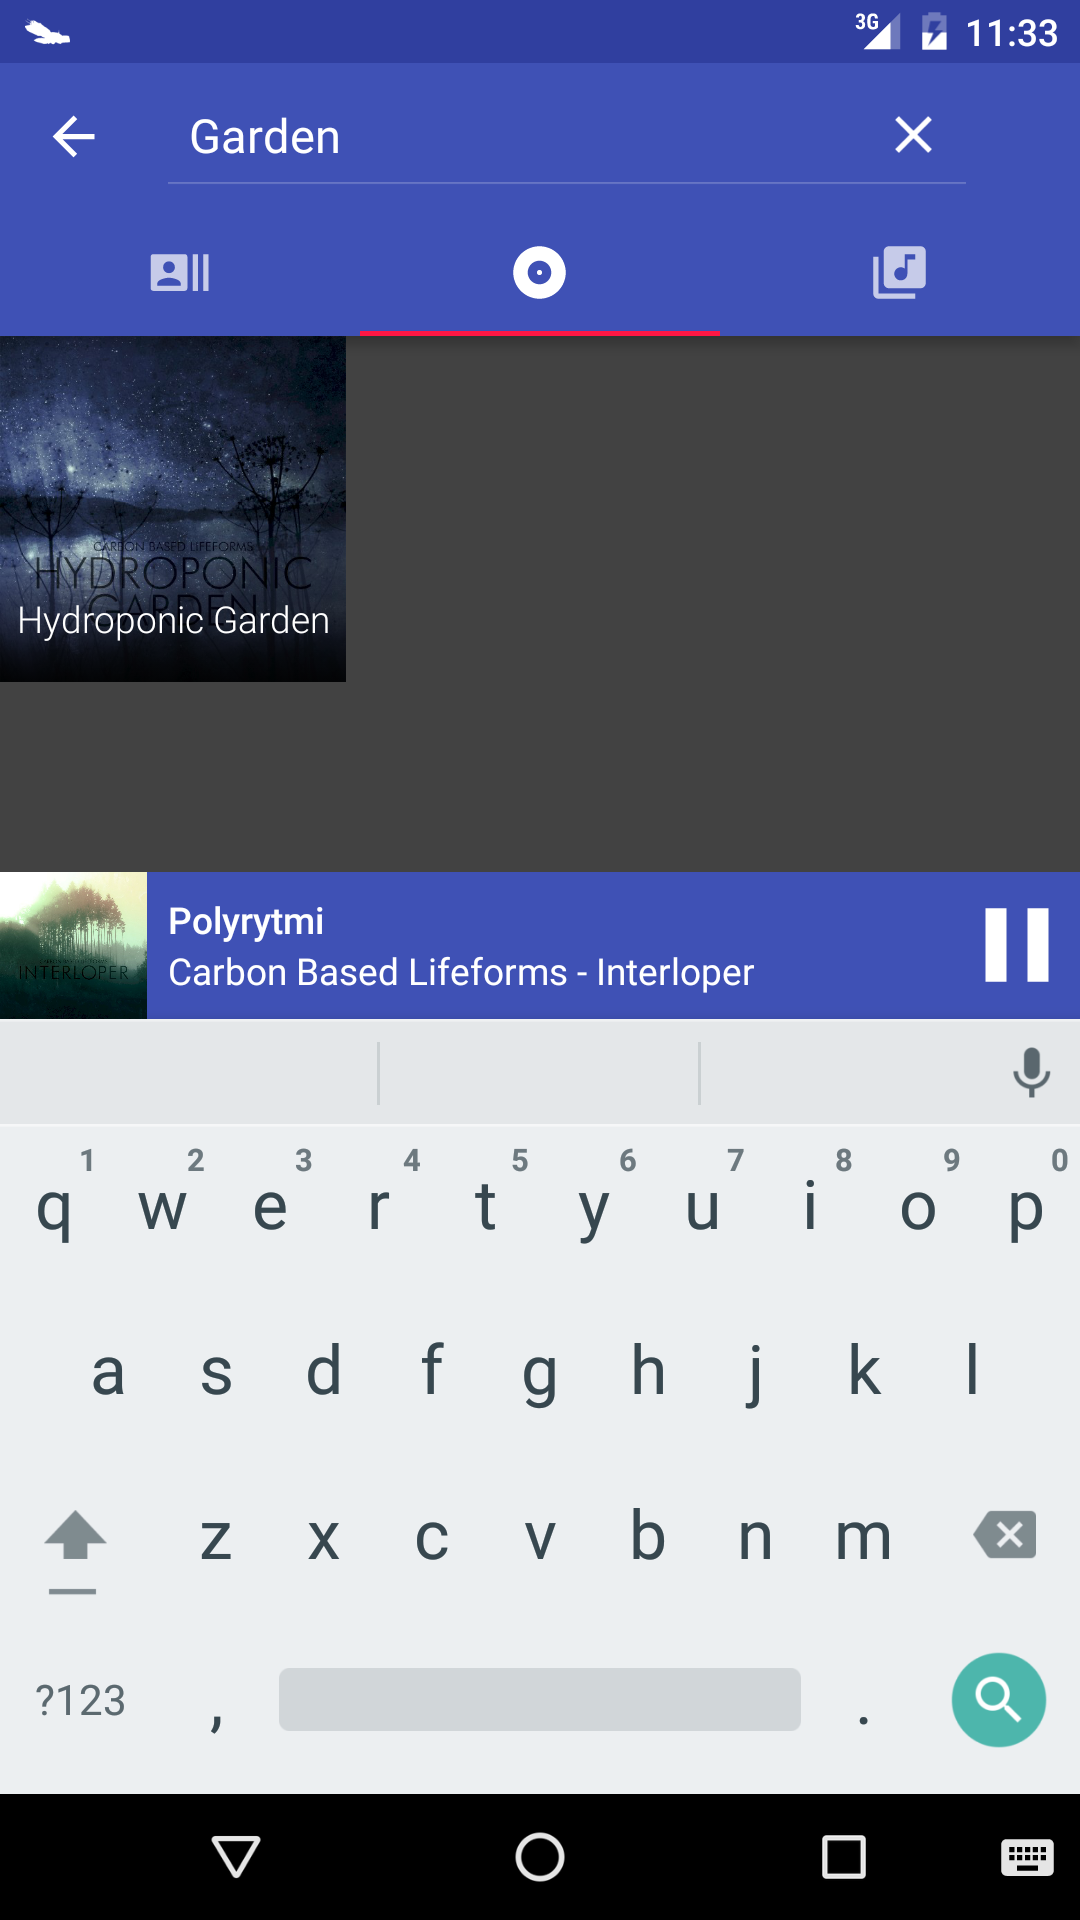 3G 11:33
Garden
CARBON BASED LIFEFORMS
HYDROPONIC
GARDEN
Hydroponic Garden
INTERLOPER
Polyrytmi
Carbon Based Lifeforms - Interloper
1 2 3 4 5 6 7 8 9 0
q w e r t y u i o p
a s d f g h j k l
z x c v b n m
?123 , .